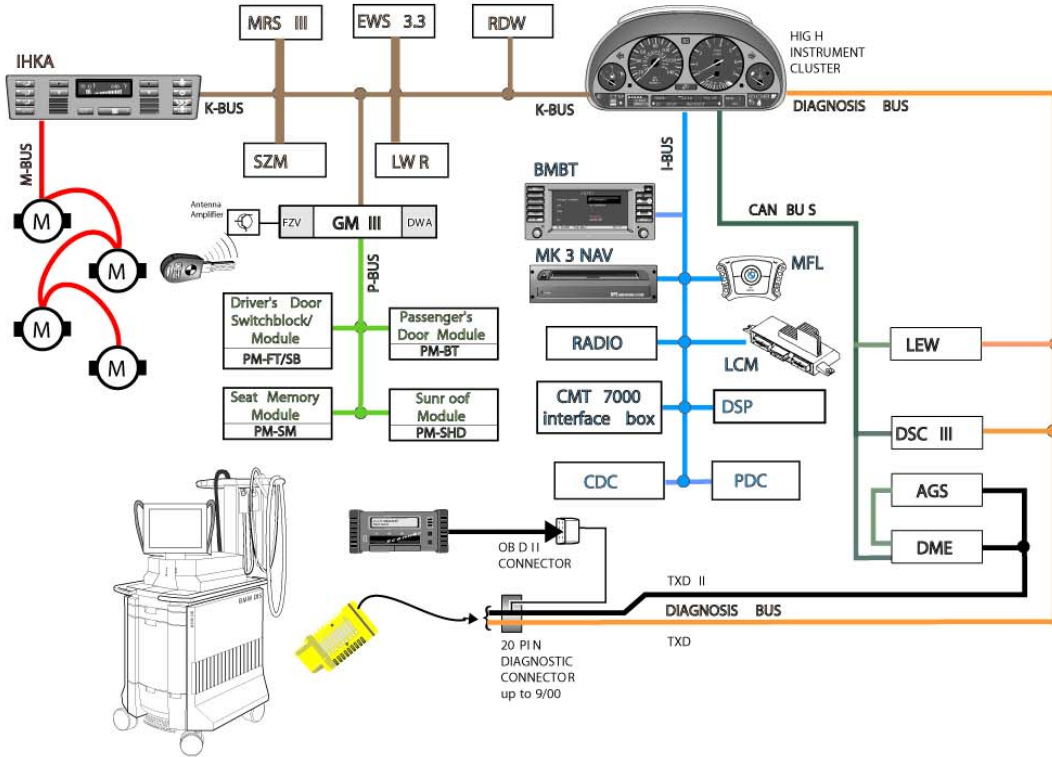 MRS III
EWS 3.3
RDW
HIG H
INSTRUMENT
CLUSTER
IHKA
K-BUS
K-BUS
DIAGNOSIS BUS
M-BUS
SZM
LW R
I-BUS
BMBT
CAN BU S
Antenna
Amplifier
FZV
GM III
DWA
M
M
M
M
P-BUS
MK 3 NAV
MFL
Driver's Door
Switchblock/
Module
PM-FT/SB
Passenger's
Door Module
PM-BT
RADIO
LCM
LEW
Seat Memory
Module
PM-SM
Sunr oof
Module
PM-SHD
CMT 7000
interface box
DSP
DSC III
CDC
PDC
AGS
DME
OB D I I
CONNECTOR
TXD II
DIAGNOSIS BUS
TXD
20 PI N
DIAGNOSTIC
CONNECTO R
up to 9/00